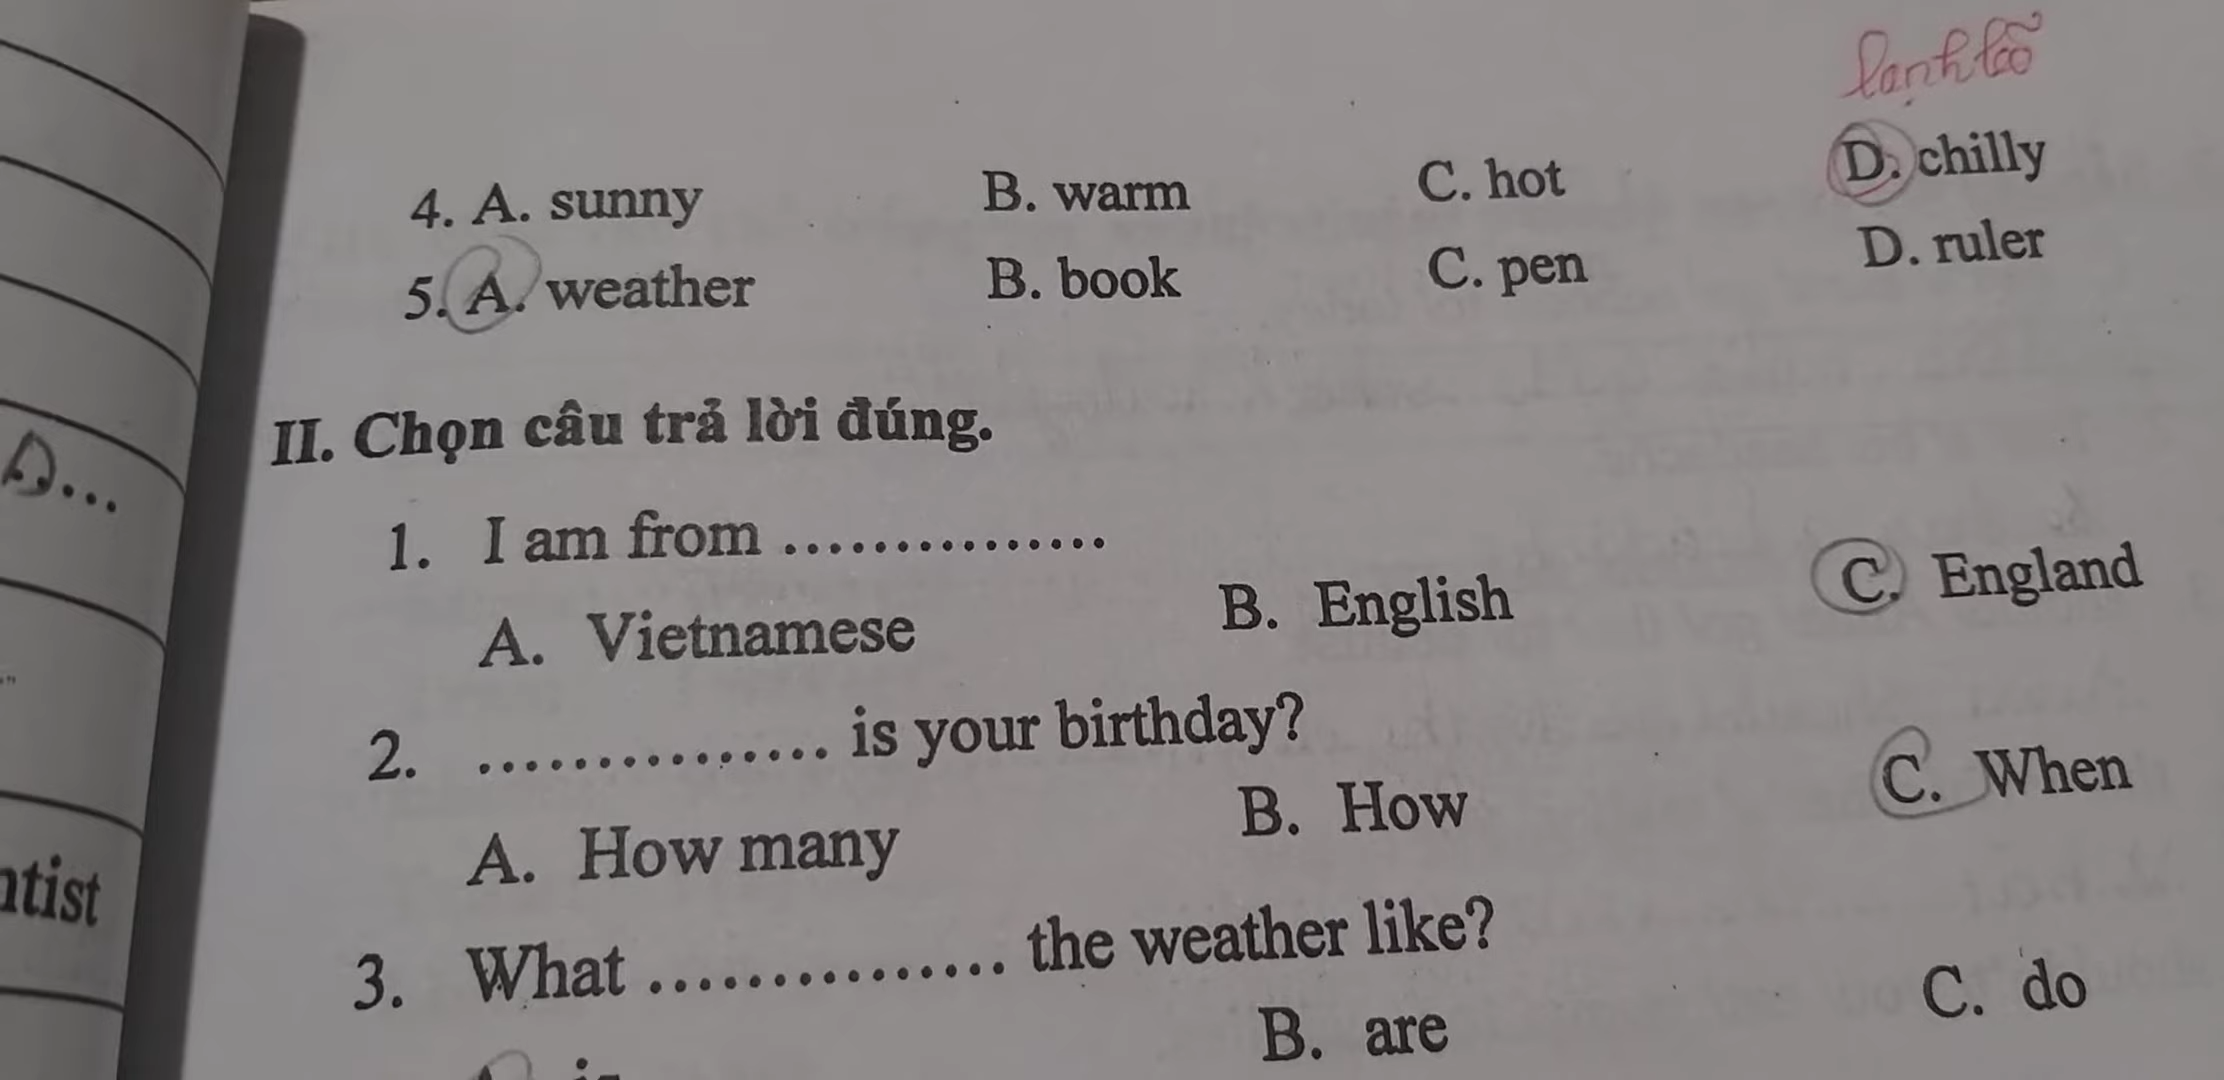 lạnh lẽo
4. A. sunny B. warm C. hot D. chilly
5. A. weather B. book C. pen D. ruler
II. Chọn câu trả lời đúng.
1. I am from ...............
A. Vietnamese B. English C. England
2. ............... is your birthday?
A. How many B. How C. When
3. What ............... the weather like?
B. are C. do
ntist